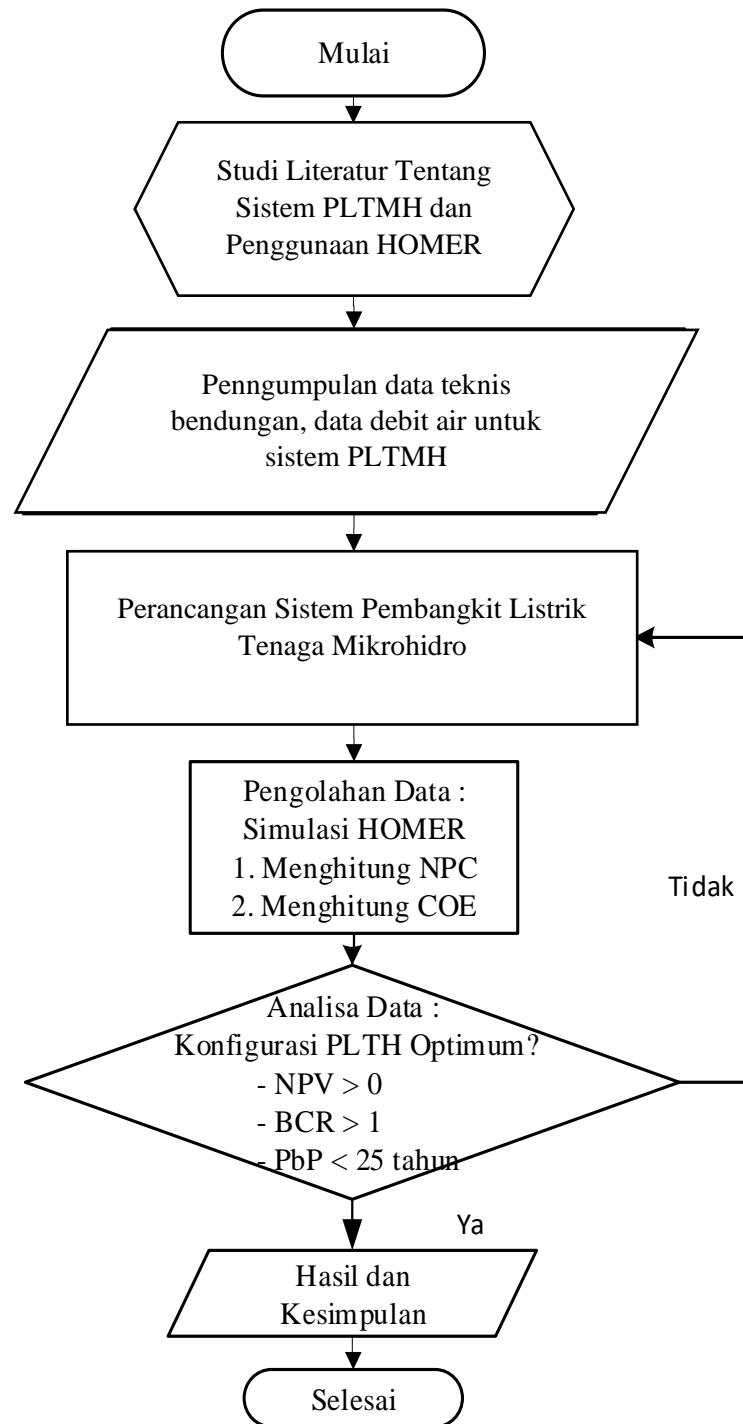 Mulai
Studi Literatur Tentang
Sistem PLTMH dan
Penggunaan HOMER
Penngumpulan data teknis
bendungan, data debit air untuk
sistem PLTMH
Perancangan Sistem Pembangkit Listrik
Tenaga Mikrohidro
Pengolahan Data :
Simulasi HOMER
1. Menghitung NPC
2. Menghitung COE
Tidak
Analisa Data :
Konfigurasi PLTH Optimum?
- NPV > 0
- BCR > 1
- PbP < 25 tahun
Ya
Hasil dan
Kesimpulan
Selesai